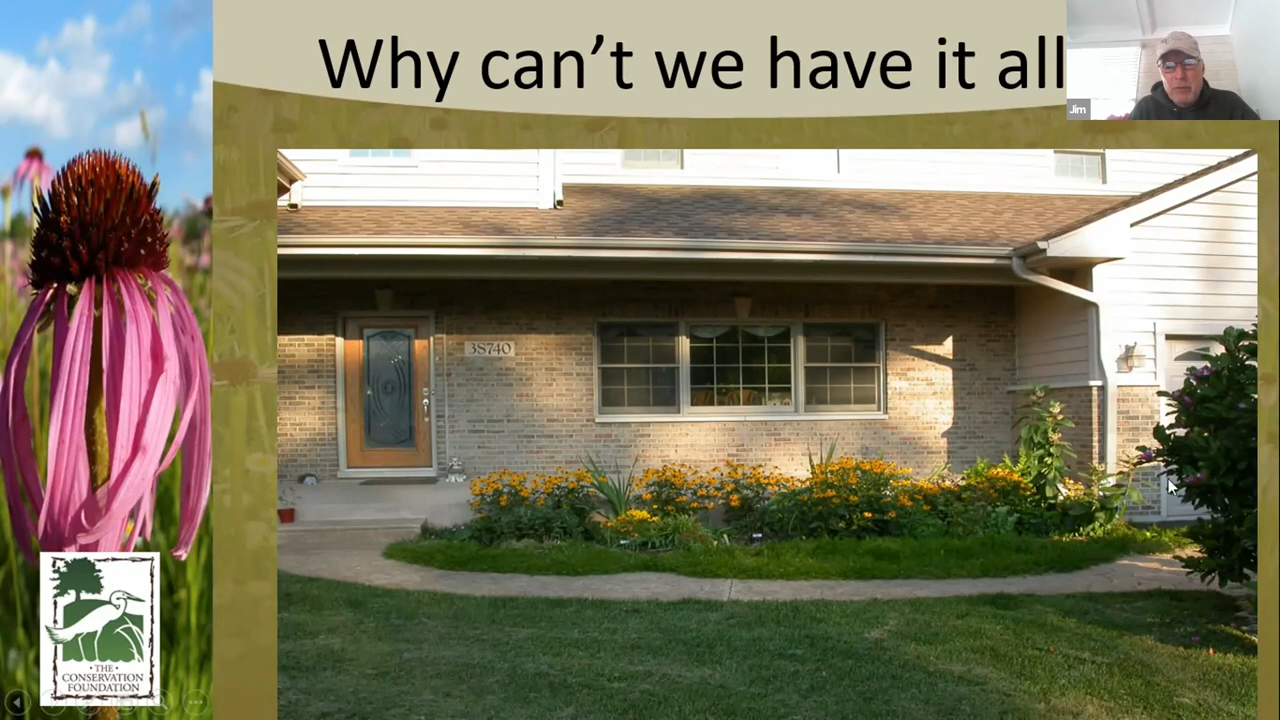 Why can’t we have it all
Jim
3S740
· THE ·
CONSERVATION
FOUNDATION